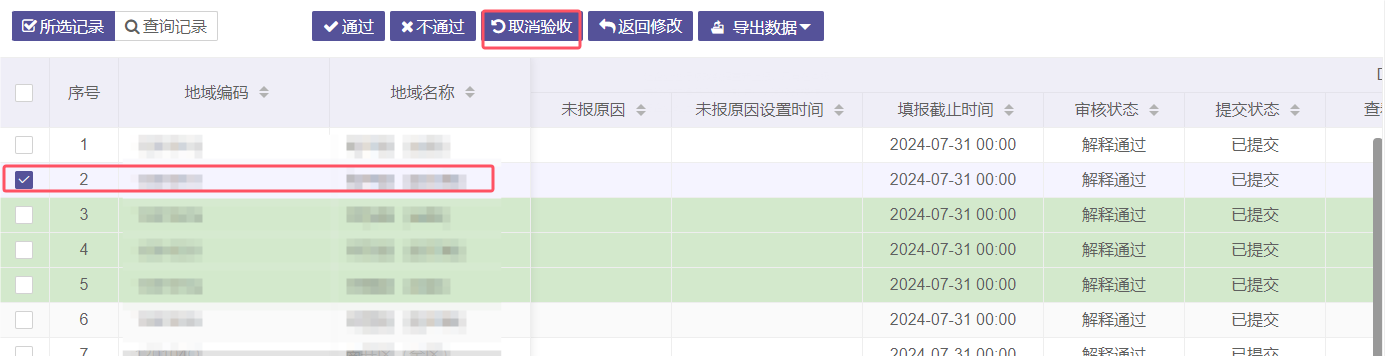 所选记录 查询记录 通过 不通过 取消验收 返回修改 导出数据
序号 地域编码 地域名称
未报原因 未报原因设置时间 填报截止时间 审核状态 提交状态
1 2024-07-31 00:00 解释通过 已提交
2 2024-07-31 00:00 解释通过 已提交
3 2024-07-31 00:00 解释通过 已提交
4 2024-07-31 00:00 解释通过 已提交
5 2024-07-31 00:00 解释通过 已提交
6 2024-07-31 00:00 解释通过 已提交
7